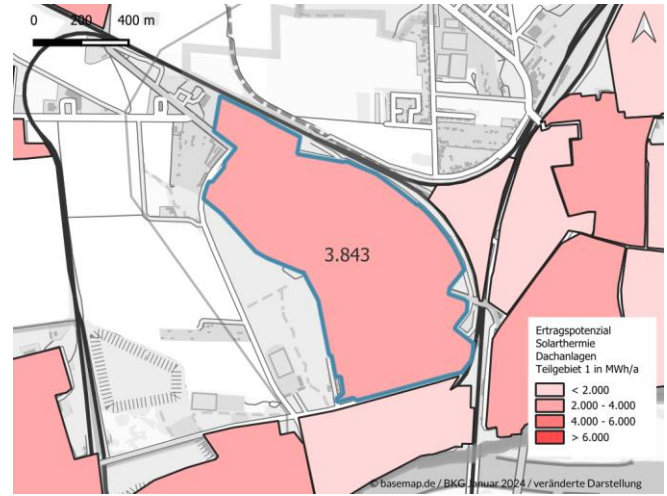 0 200 400 m
3.843
Ertragspotenzial
Solarthermie
Dachanlagen
Teilgebiet 1 in MWh/a
< 2.000
2.000 - 4.000
4.000 - 6.000
> 6.000
© basemap.de / BKG Januar 2024 / veränderte Darstellung